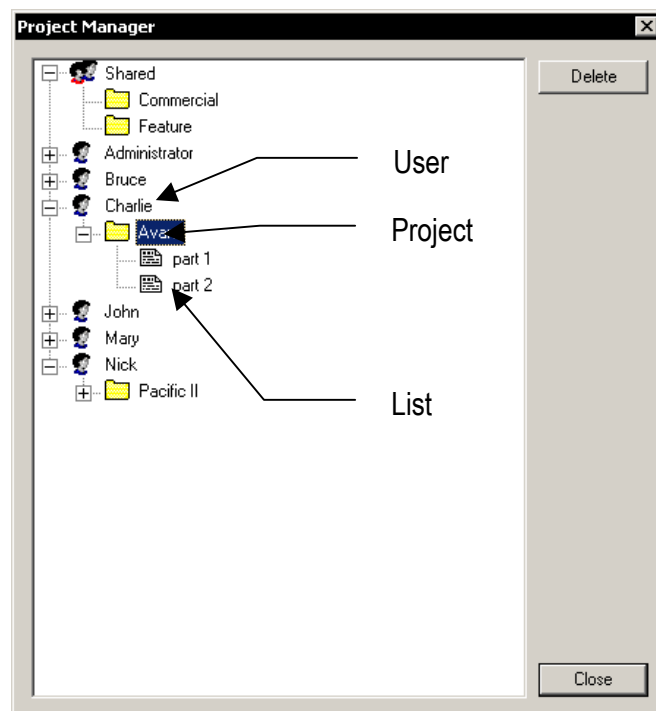 Project Manager
Shared
Delete
Commercial
Feature
Administrator
User
Bruce
Charlie
Project
part 1
part 2
John
Mary
Nick
Pacific II
List
Close